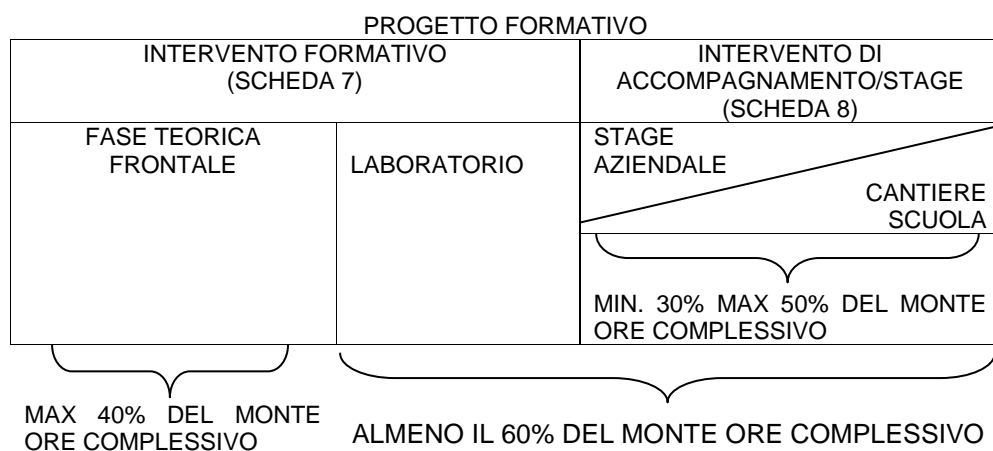 PROGETTO FORMATIVO
INTERVENTO FORMATIVO
(SCHEDA 7)
INTERVENTO DI
ACCOMPAGNAMENTO/STAGE
(SCHEDA 8)
FASE TEORICA
FRONTALE
LABORATORIO
STAGE
AZIENDALE
CANTIERE
SCUOLA
MIN. 30% MAX 50% DEL MONTE
ORE COMPLESSIVO
MAX 40% DEL MONTE
ORE COMPLESSIVO
ALMENO IL 60% DEL MONTE ORE COMPLESSIVO